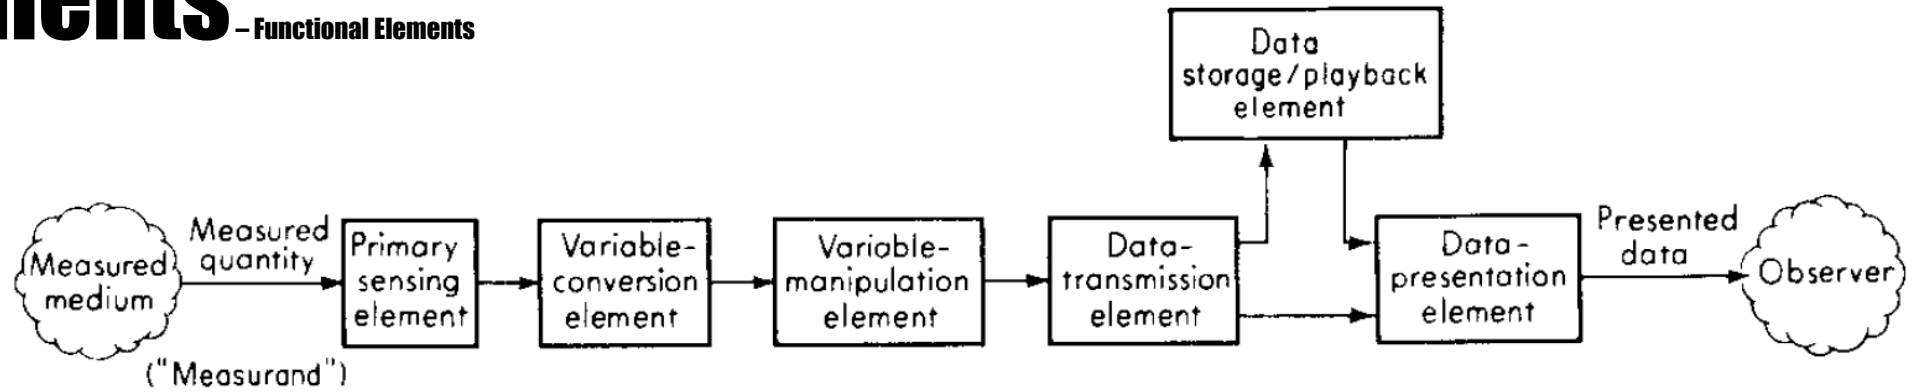 – Functional Elements
Data
storage/playback
element
Measured
medium
Measured
quantity
("Measurand")
Primary
sensing
element
Variable-
conversion
element
Variable-
manipulation
element
Data-
transmission
element
Data-
presentation
element
Presented
data
Observer